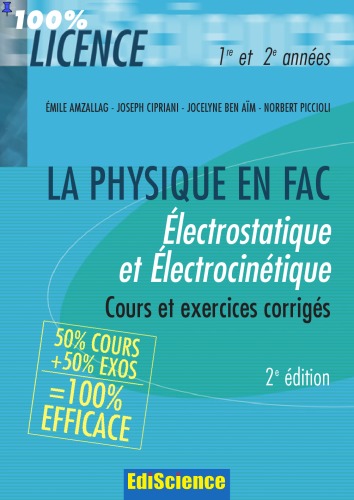 100%
LICENCE
Science
1re et 2e années
ÉMILE AMZALLAG - JOSEPH CIPRIANI - JOCELYNE BEN AÏM - NORBERT PICCIOLI
LA PHYSIQUE EN FAC
Électrostatique
et Électrocinétique
Cours et exercices corrigés
50% COURS
+50% EXOS
=100%
EFFICACE
2e édition
EdiScience